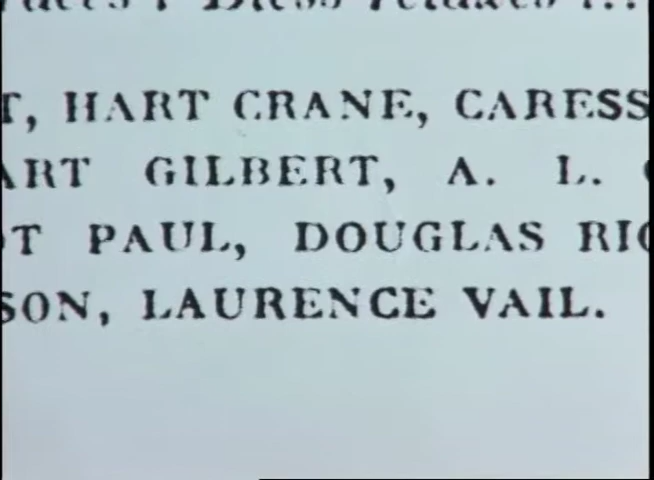 T, HART CRANE, CARESS
ART GILBERT, A. L.
T PAUL, DOUGLAS RI
SON, LAURENCE VAIL.